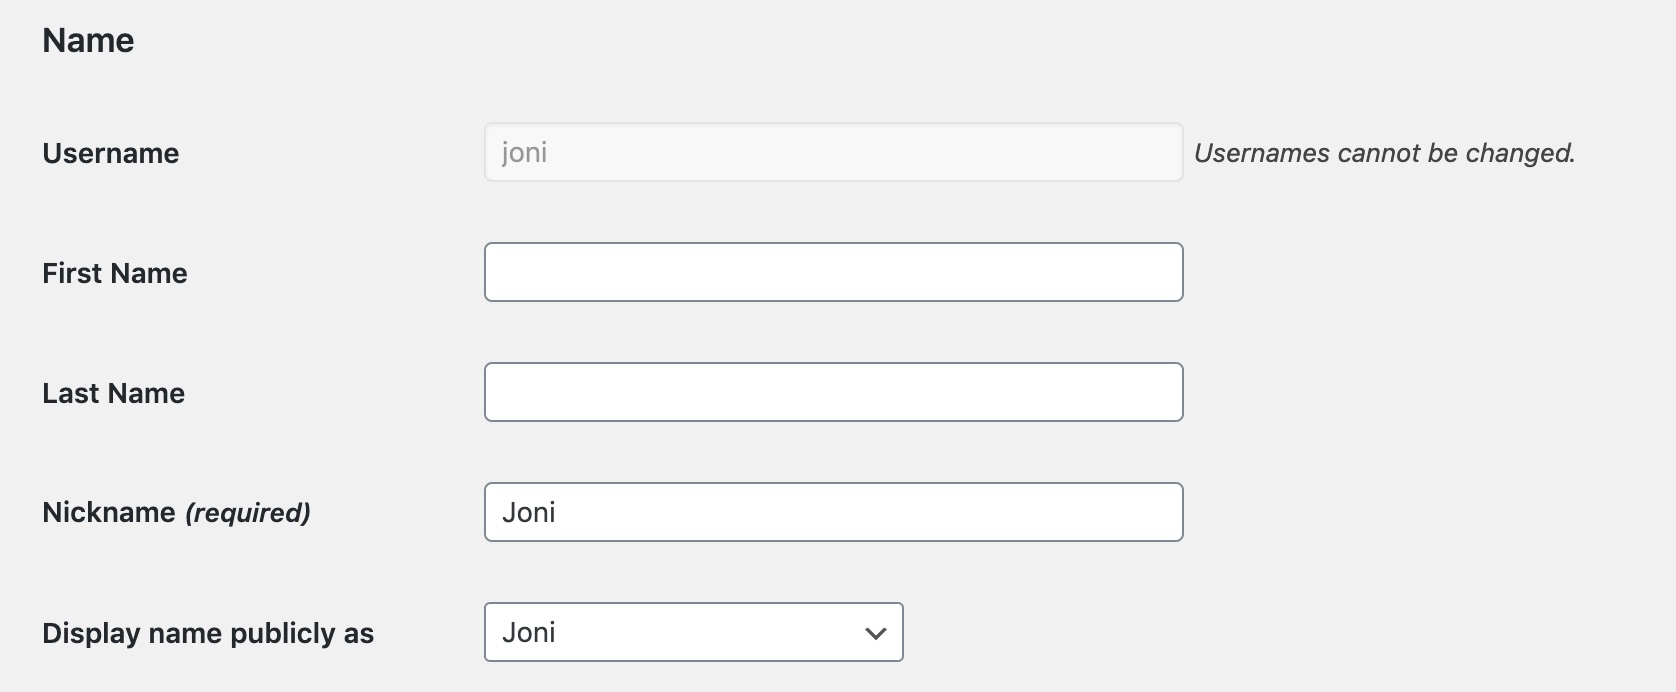 Name
Username joni Usernames cannot be changed.
First Name
Last Name
Nickname (required) Joni
Display name publicly as Joni